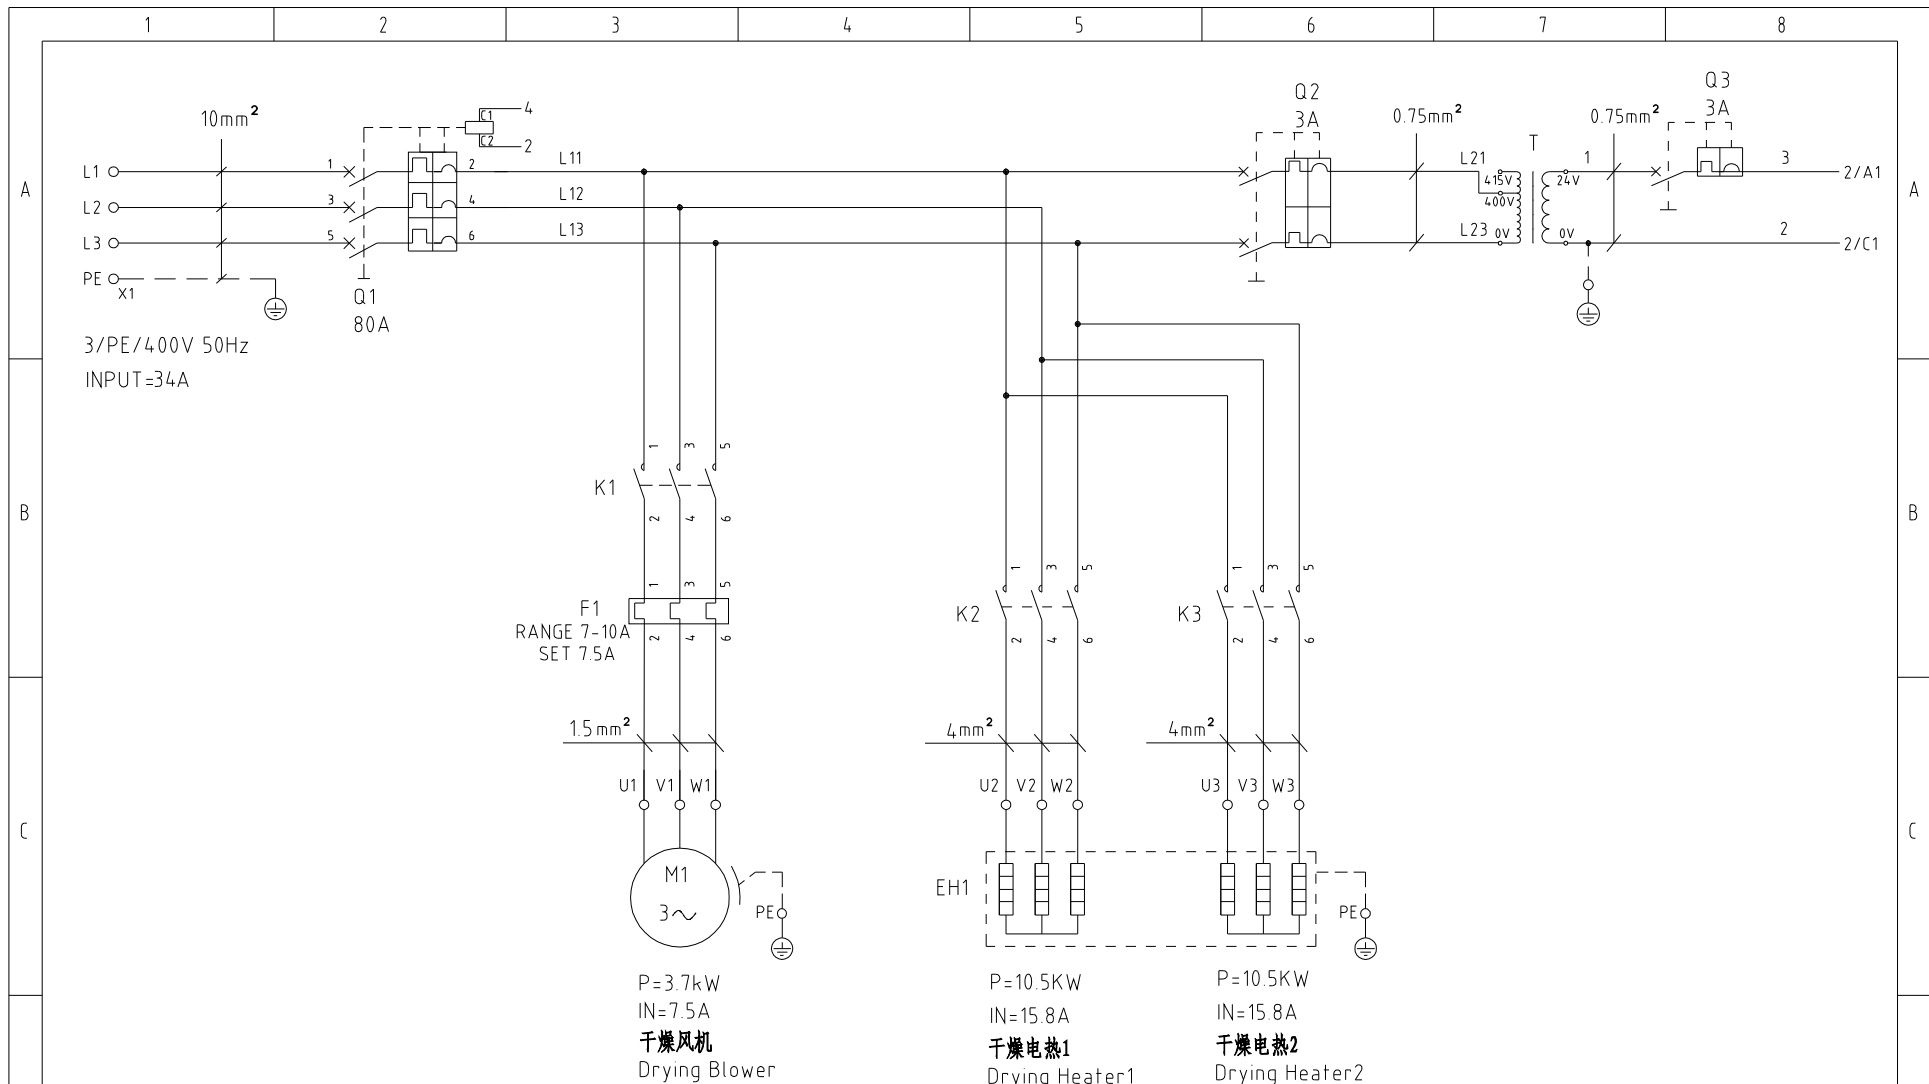 1 2 3 4 5 6 7 8
A
A
B
B
C
C
10mm²
L1
L2
L3
PE
X1
3/PE/400V 50Hz
INPUT=34A
1
3
5
Q1
80A
C1
C2
4
2
2
4
6
L11
L12
L13
Q2
3A
0.75mm²
L21
L23
415V
400V
0V
T
24V
0V
1
0.75mm²
Q3
3A
3
2
2/A1
2/C1
K1
1 3 5
2 4 6
F1
RANGE 7-10A
SET 7.5A
1 3 5
2 4 6
K2
1 3 5
2 4 6
K3
1 3 5
2 4 6
1.5mm²
4mm²
4mm²
U1 V1 W1
U2 V2 W2
U3 V3 W3
M1
3~
PE
EH1
PE
P=3.7kW
IN=7.5A
干燥风机
Drying Blower
P=10.5KW
IN=15.8A
干燥电热1
Drying Heater1
P=10.5KW
IN=15.8A
干燥电热2
Drying Heater2